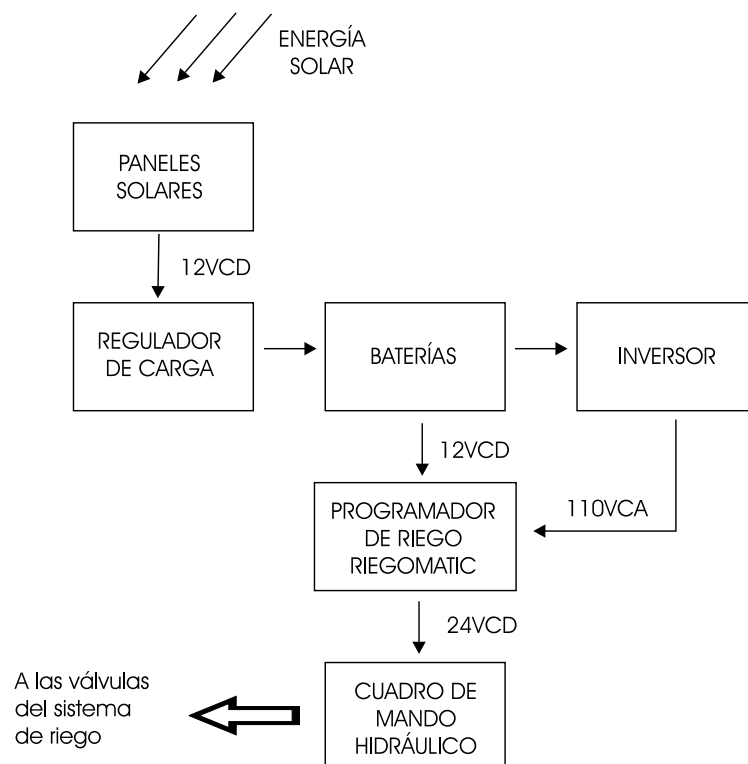 ENERGÍA
SOLAR
PANELES
SOLARES
12VCD
REGULADOR
DE CARGA
BATERÍAS
INVERSOR
12VCD
110VCA
PROGRAMADOR
DE RIEGO
RIEGOMATIC
24VCD
A las válvulas
del sistema
de riego
CUADRO DE
MANDO
HIDRÁULICO